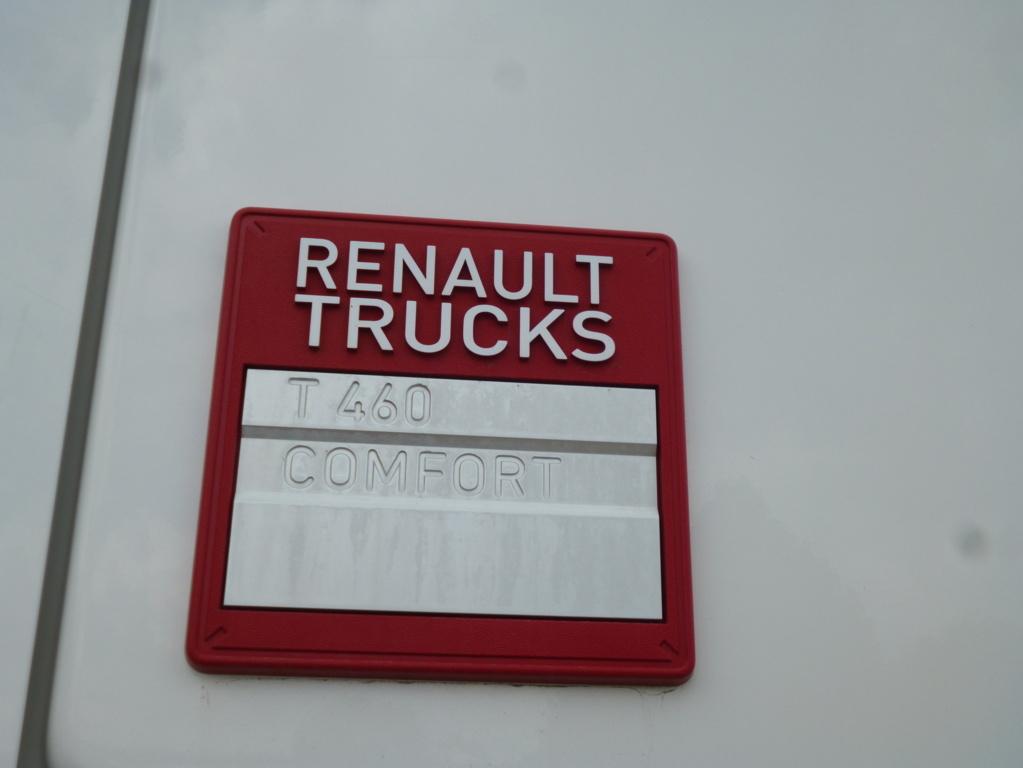 RENAULT
TRUCKS
T 460
COMFORT